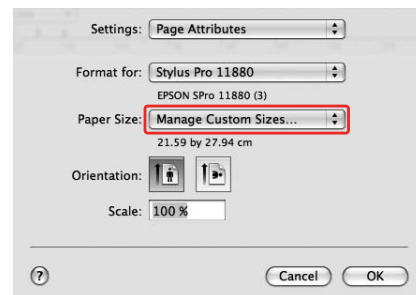 Settings: Page Attributes
Format for: Stylus Pro 11880
EPSON SPro 11880 (3)
Paper Size: Manage Custom Sizes...
21.59 by 27.94 cm
Orientation:
Scale: 100 %
? Cancel OK